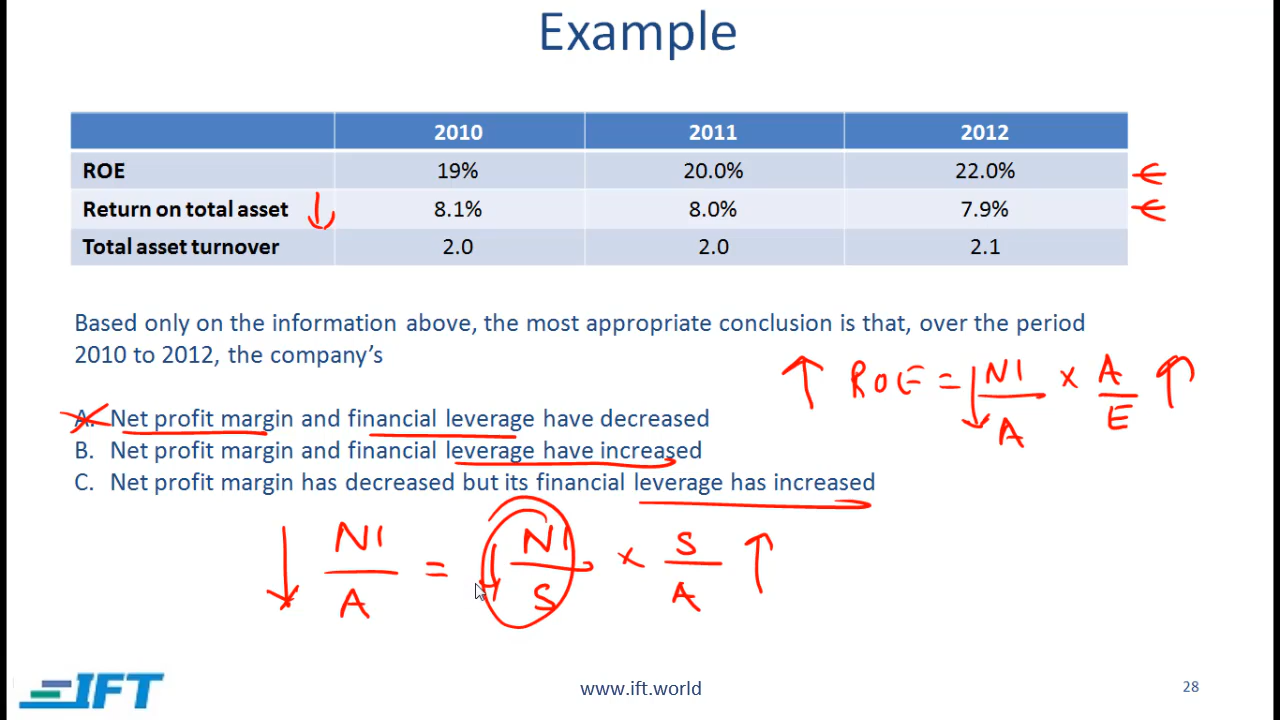 Example
2010 2011 2012
ROE 19% 20.0% 22.0%
Return on total asset 8.1% 8.0% 7.9%
Total asset turnover 2.0 2.0 2.1
Based only on the information above, the most appropriate conclusion is that, over the period
2010 to 2012, the company's
↑ ROE = ↓ NI/A × A/E ↑
A. Net profit margin and financial leverage have decreased
B. Net profit margin and financial leverage have increased
C. Net profit margin has decreased but its financial leverage has increased
↓ NI/A = ↓ NI/S × S/A ↑
IFT
www.ift.world
28